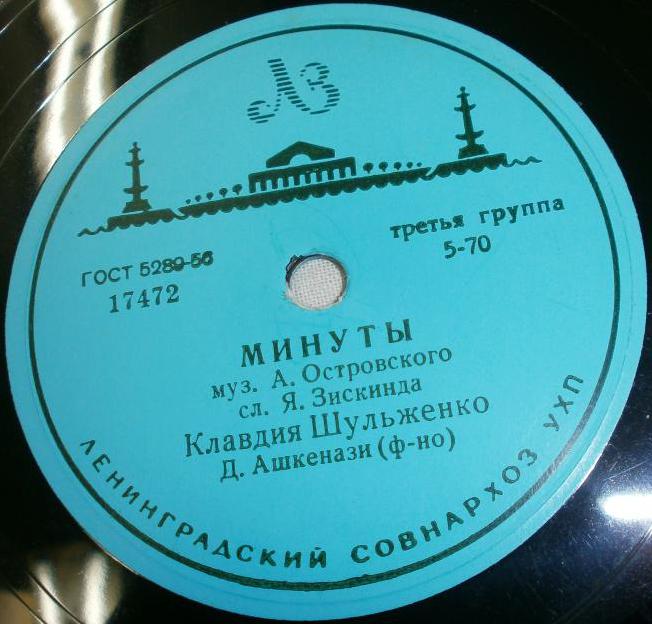 ЛЗ
ГОСТ 5289-56
17472
третья группа
5-70
МИНУТЫ
муз. А. Островского
сл. Я. Зискинда
Клавдия Шульженко
Д. Ашкенази (ф-но)
ЛЕНИНГРАДСКИЙ СОВНАРХОЗ УХП